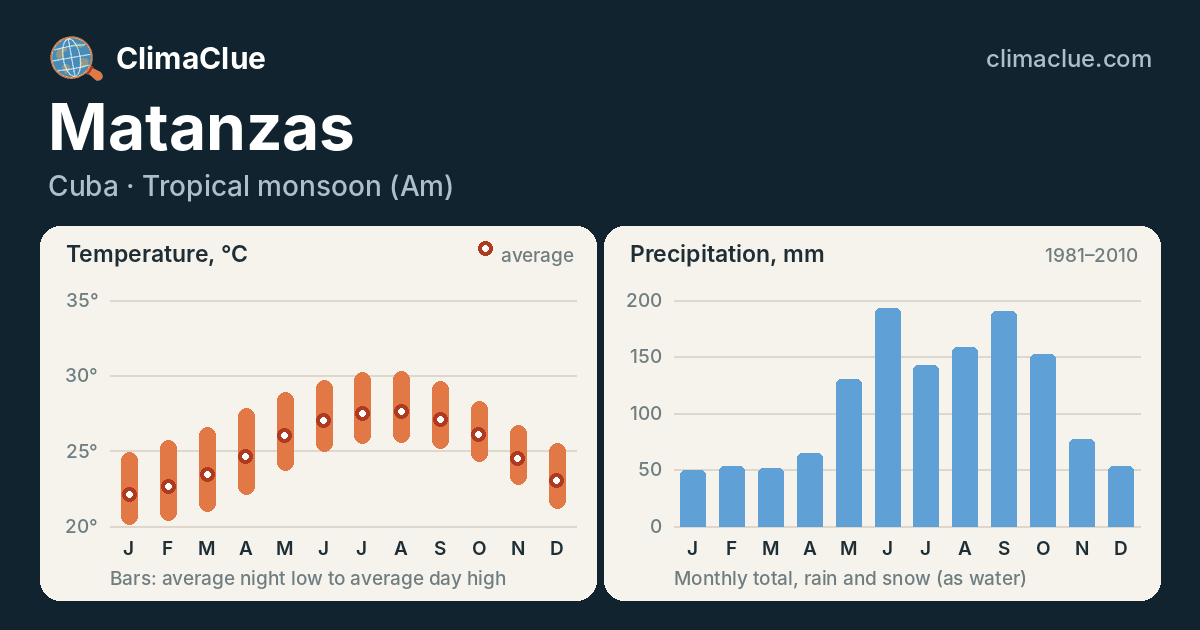 ClimaClue
climaclue.com
Matanzas
Cuba · Tropical monsoon (Am)
Temperature, °C
average
35°
30°
25°
20°
J F M A M J J A S O N D
Bars: average night low to average day high
Precipitation, mm
1981–2010
200
150
100
50
0
J F M A M J J A S O N D
Monthly total, rain and snow (as water)